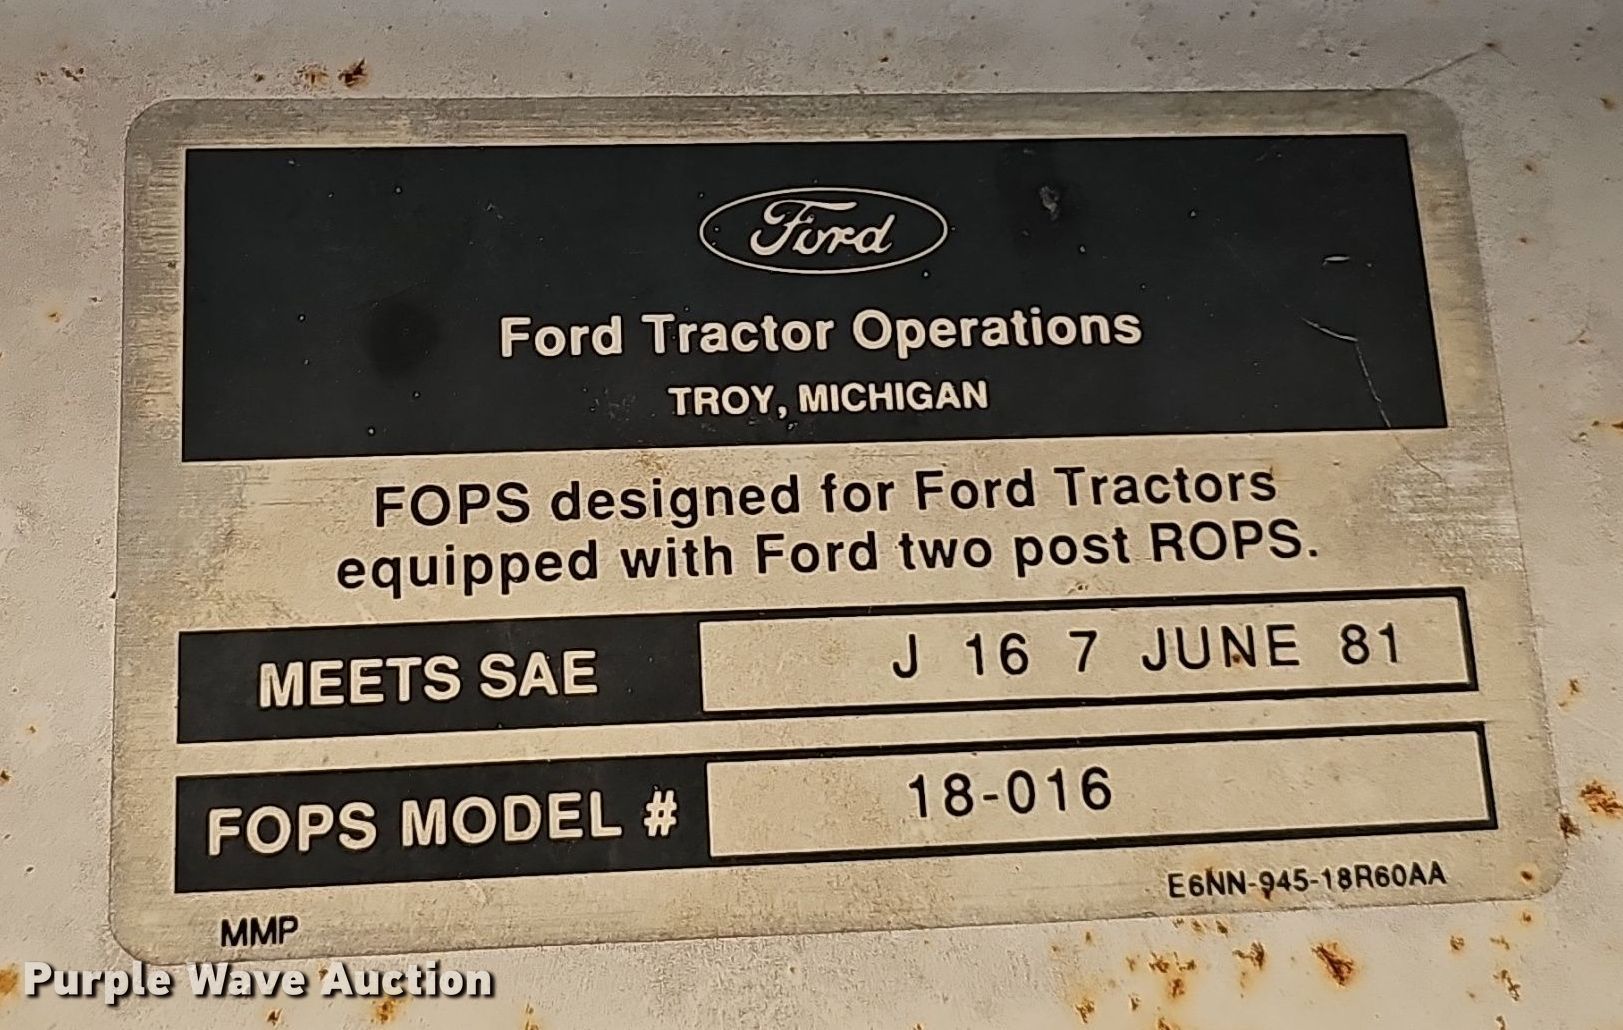 Ford
Ford Tractor Operations
TROY, MICHIGAN
FOPS designed for Ford Tractors
equipped with Ford two post ROPS.
MEETS SAE J 16 7 JUNE 81
FOPS MODEL # 18-016
E6NN-945-18R60AA
MMP
Purple Wave Auction